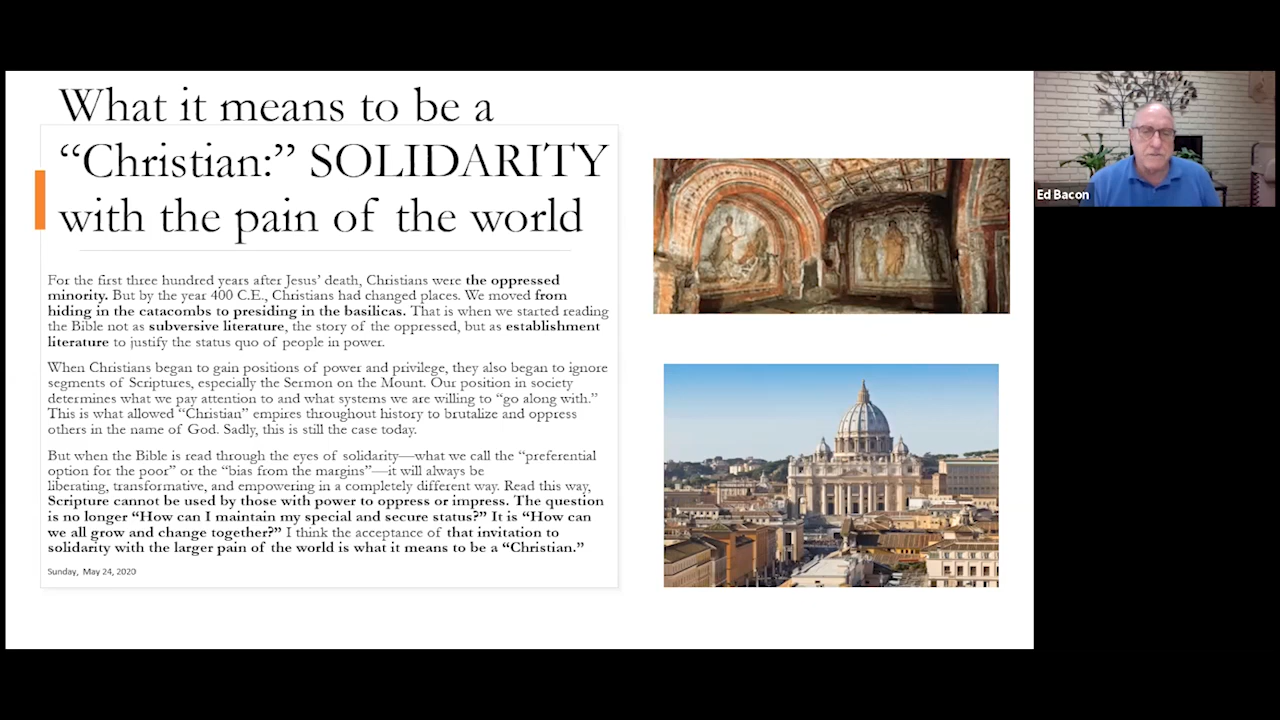 What it means to be a
“Christian:” SOLIDARITY
with the pain of the world
For the first three hundred years after Jesus’ death, Christians were the oppressed
minority. But by the year 400 C.E., Christians had changed places. We moved from
hiding in the catacombs to presiding in the basilicas. That is when we started reading
the Bible not as subversive literature, the story of the oppressed, but as establishment
literature to justify the status quo of people in power.
When Christians began to gain positions of power and privilege, they also began to ignore
segments of Scriptures, especially the Sermon on the Mount. Our position in society
determines what we pay attention to and what systems we are willing to “go along with.”
This is what allowed “Christian” empires throughout history to brutalize and oppress
others in the name of God. Sadly, this is still the case today.
But when the Bible is read through the eyes of solidarity—what we call the “preferential
option for the poor” or the “bias from the margins”—it will always be
liberating, transformative, and empowering in a completely different way. Read this way,
Scripture cannot be used by those with power to oppress or impress. The question
is no longer “How can I maintain my special and secure status?” It is “How can
we all grow and change together?” I think the acceptance of that invitation to
solidarity with the larger pain of the world is what it means to be a “Christian.”
Sunday, May 24, 2020
Ed Bacon